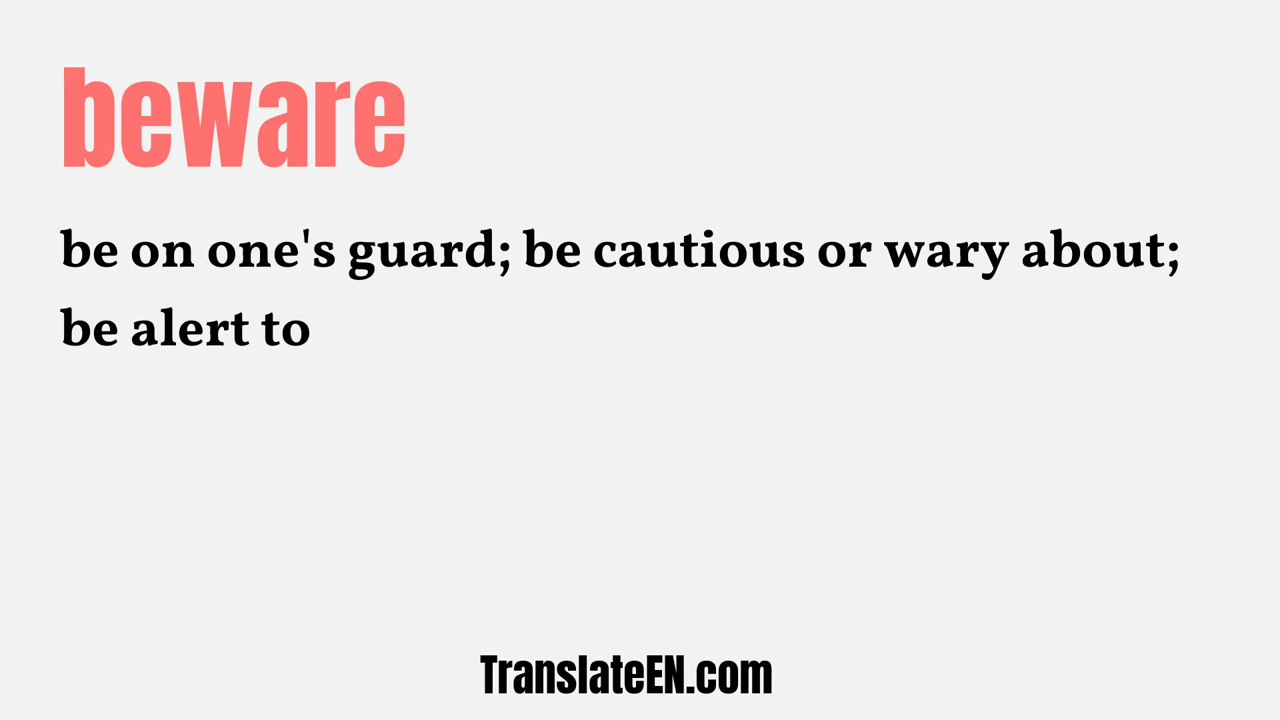 beware
be on one's guard; be cautious or wary about;
be alert to
TranslateEN.com